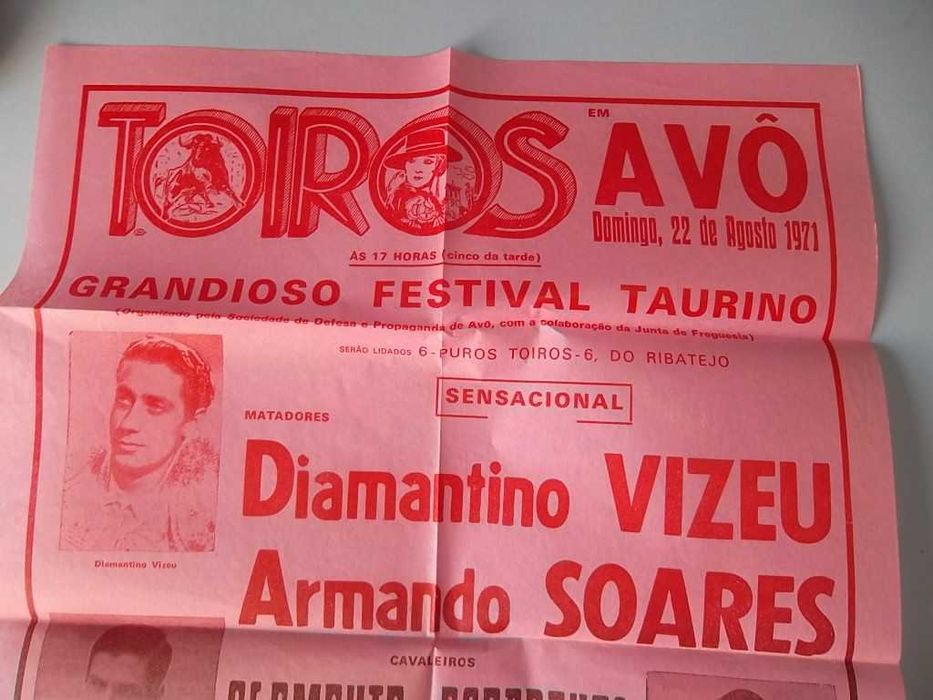 TOIROS EM AVÔ
Domingo, 22 de Agosto 1971
ÀS 17 HORAS (cinco da tarde)
GRANDIOSO FESTIVAL TAURINO
(Organizado pela Sociedade de Defesa e Propaganda de Avô, com a colaboração da Junta de Freguesia)
SERÃO LIDADOS 6-PUROS TOIROS-6, DO RIBATEJO
SENSACIONAL
MATADORES
Diamantino VIZEU
Diamantino Vizeu
Armando SOARES
CAVALEIROS